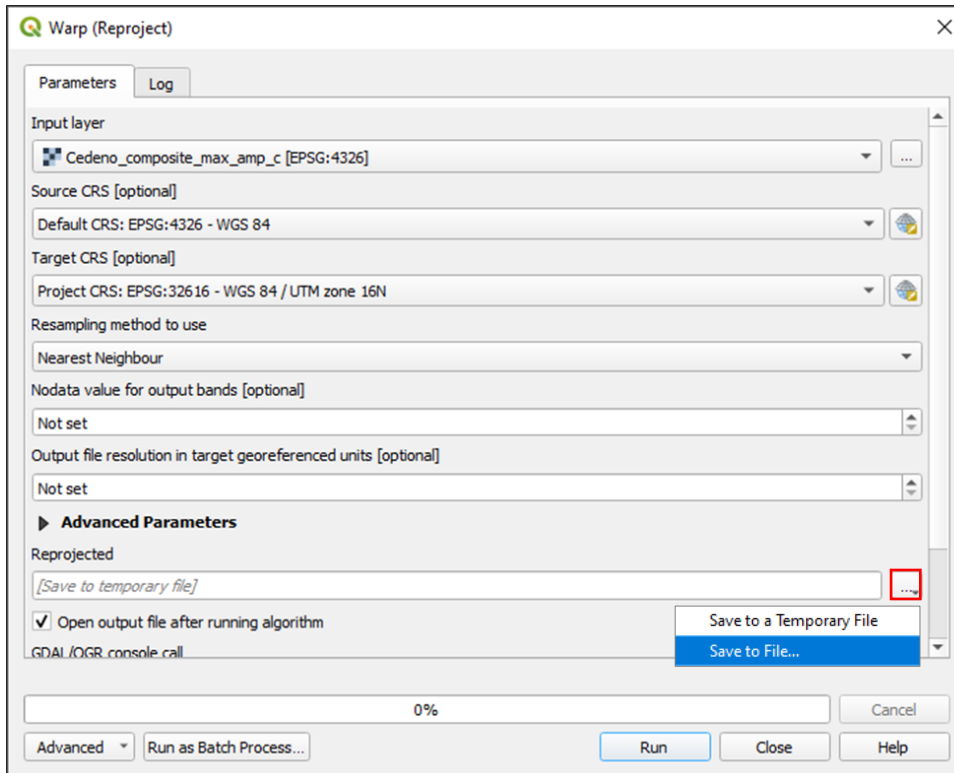 Warp (Reproject)
Parameters
Log
Input layer
Cedeno_composite_max_amp_c [EPSG:4326]
...
Source CRS [optional]
Default CRS: EPSG:4326 - WGS 84
Target CRS [optional]
Project CRS: EPSG:32616 - WGS 84 / UTM zone 16N
Resampling method to use
Nearest Neighbour
Nodata value for output bands [optional]
Not set
Output file resolution in target georeferenced units [optional]
Not set
Advanced Parameters
Reprojected
[Save to temporary file]
...
Open output file after running algorithm
Save to a Temporary File
Save to File...
GDAL/OGR console call
0%
Cancel
Advanced
Run as Batch Process...
Run
Close
Help